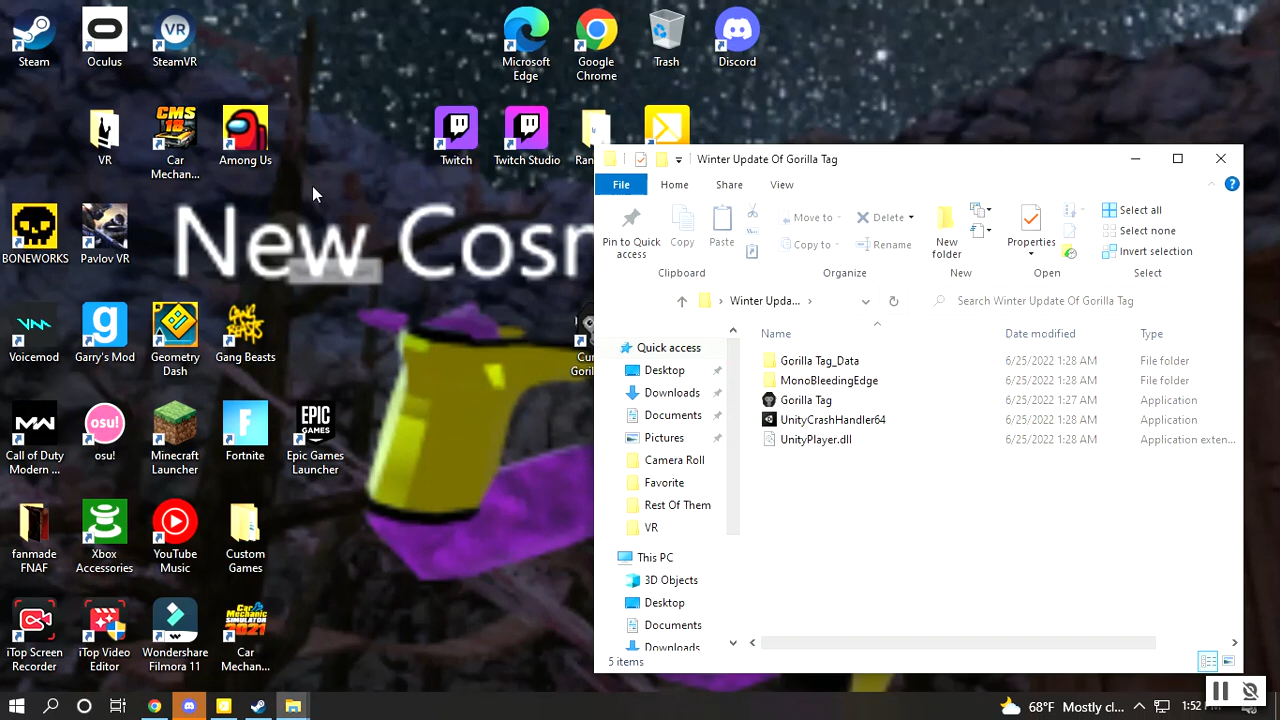 Steam
Oculus
SteamVR
Microsoft
Edge
Google
Chrome
Trash
Discord
VR
Car
Mechan...
Among Us
Twitch
Twitch Studio
CMS
18
BONEWORKS
Pavlov VR
New Cosm
Voicemod
Garry's Mod
Geometry
Dash
Gang Beasts
GANG
BEASTS
Call of Duty
Modern ...
osu!
osu!
Minecraft
Launcher
Fortnite
EPIC
GAMES
Epic Games
Launcher
fanmade
FNAF
Xbox
Accessories
YouTube
Music
Custom
Games
iTop Screen
Recorder
iTop Video
Editor
Wondershare
Filmora 11
Car
Mechan...
Winter Update Of Gorilla Tag
File
Home
Share
View
Pin to Quick
access
Copy
Paste
Move to
Copy to
Delete
Rename
New
folder
Properties
Select all
Select none
Invert selection
Clipboard
Organize
New
Open
Select
Winter Upda...
Search Winter Update Of Gorilla Tag
Name
Date modified
Type
Gorilla Tag_Data
6/25/2022 1:28 AM
File folder
MonoBleedingEdge
6/25/2022 1:28 AM
File folder
Gorilla Tag
6/25/2022 1:27 AM
Application
UnityCrashHandler64
6/25/2022 1:28 AM
Application
UnityPlayer.dll
6/25/2022 1:28 AM
Application exten...
Quick access
Desktop
Downloads
Documents
Pictures
Camera Roll
Favorite
Rest Of Them
VR
This PC
3D Objects
Desktop
Documents
Downloads
5 items
68°F Mostly cl...
1:52 PM